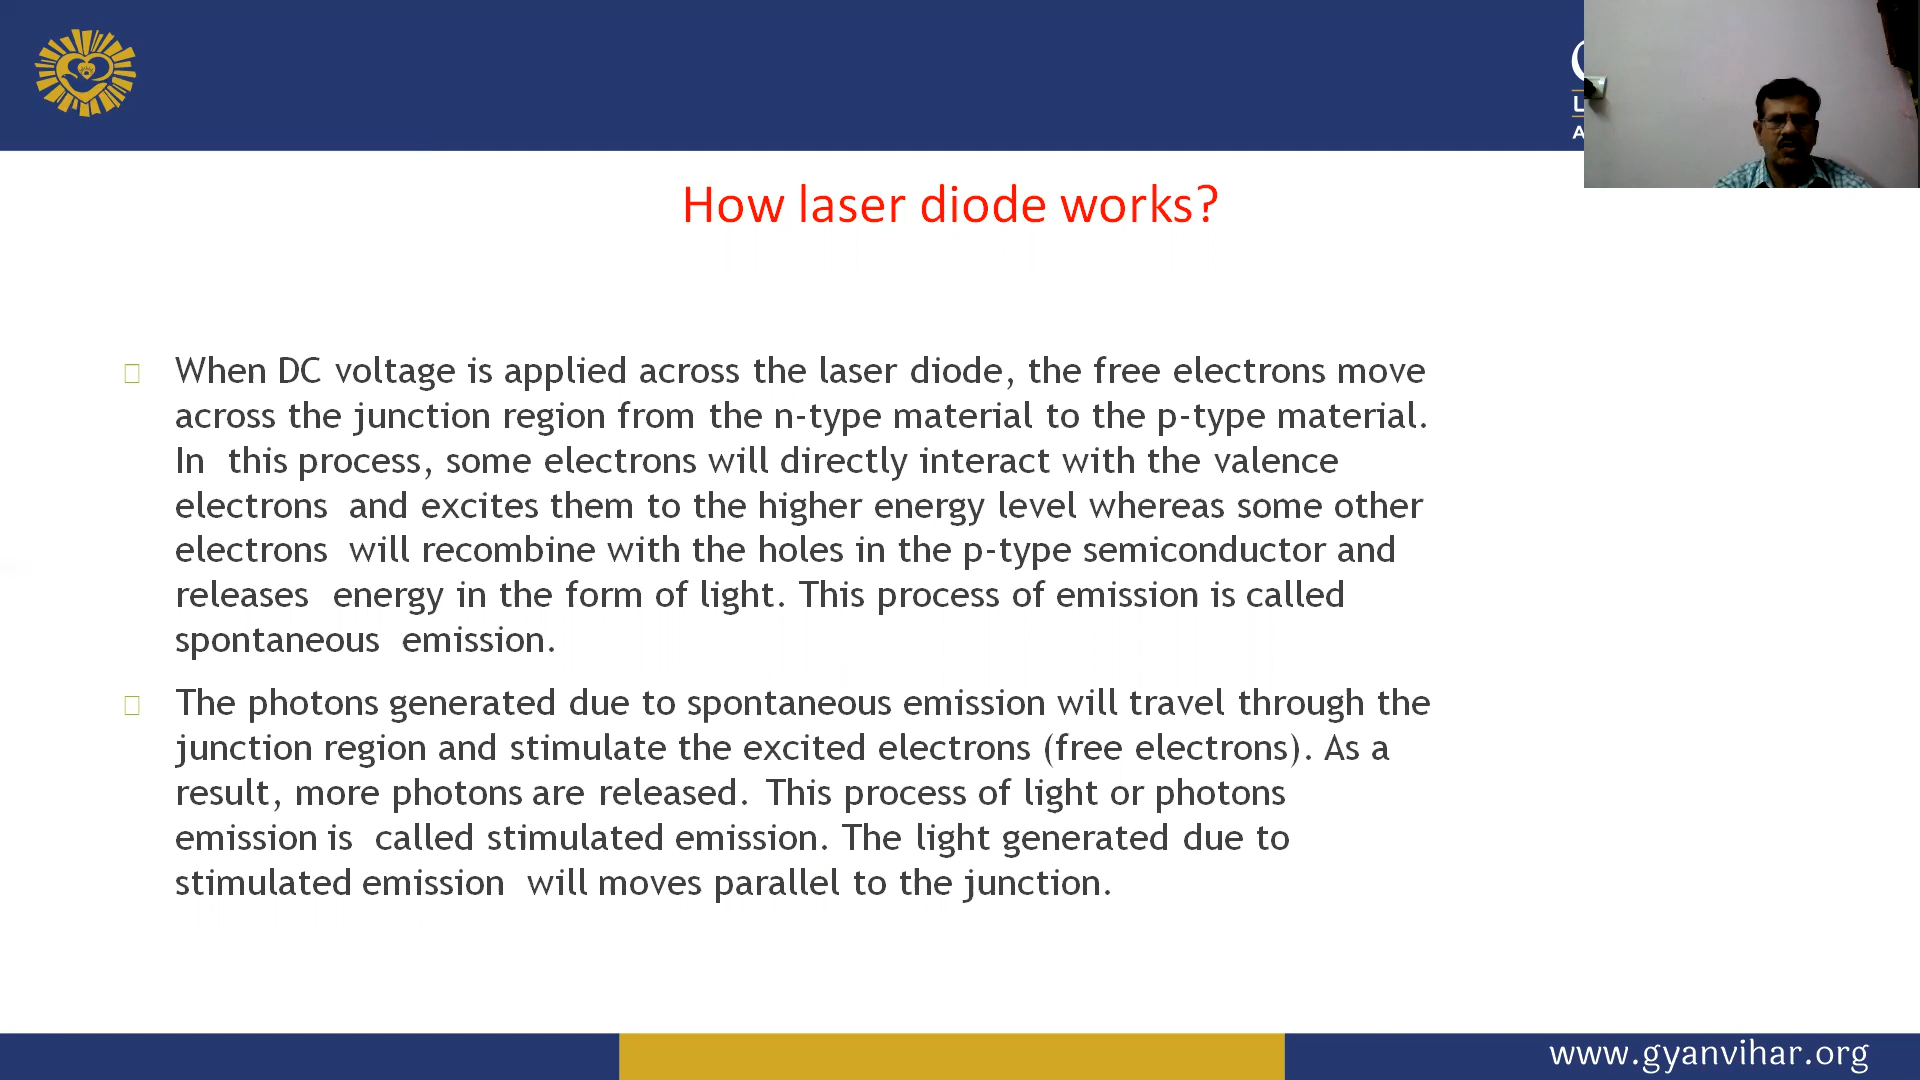 How laser diode works?
When DC voltage is applied across the laser diode, the free electrons move
across the junction region from the n-type material to the p-type material.
In this process, some electrons will directly interact with the valence
electrons and excites them to the higher energy level whereas some other
electrons will recombine with the holes in the p-type semiconductor and
releases energy in the form of light. This process of emission is called
spontaneous emission.
The photons generated due to spontaneous emission will travel through the
junction region and stimulate the excited electrons (free electrons). As a
result, more photons are released. This process of light or photons
emission is called stimulated emission. The light generated due to
stimulated emission will moves parallel to the junction.
www.gyanvihar.org